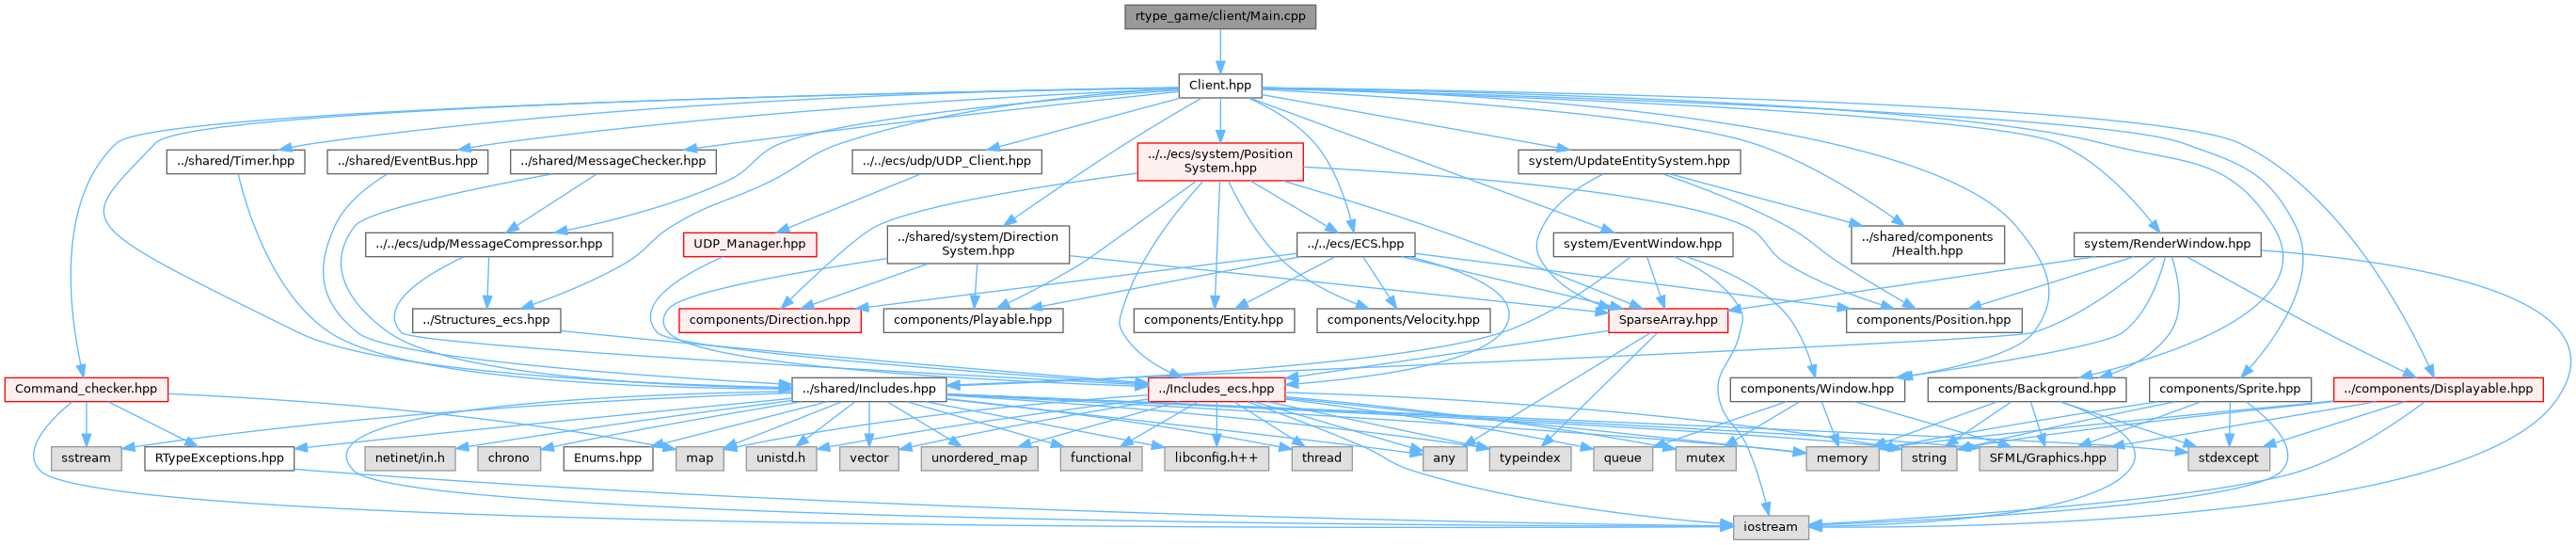 rtype_game/client/Main.cpp
Client.hpp
../shared/Timer.hpp
../shared/EventBus.hpp
../shared/MessageChecker.hpp
../../ecs/udp/UDP_Client.hpp
../../ecs/system/Position
System.hpp
system/UpdateEntitySystem.hpp
../../ecs/udp/MessageCompressor.hpp
UDP_Manager.hpp
../shared/system/Direction
System.hpp
../../ecs/ECS.hpp
system/EventWindow.hpp
../shared/components
/Health.hpp
system/RenderWindow.hpp
../Structures_ecs.hpp
components/Direction.hpp
components/Playable.hpp
components/Entity.hpp
components/Velocity.hpp
SparseArray.hpp
components/Position.hpp
Command_checker.hpp
../shared/Includes.hpp
../Includes_ecs.hpp
components/Window.hpp
components/Background.hpp
components/Sprite.hpp
../components/Displayable.hpp
sstream
RTypeExceptions.hpp
netinet/in.h
chrono
Enums.hpp
map
unistd.h
vector
unordered_map
functional
libconfig.h++
thread
any
typeindex
queue
mutex
memory
string
SFML/Graphics.hpp
stdexcept
iostream